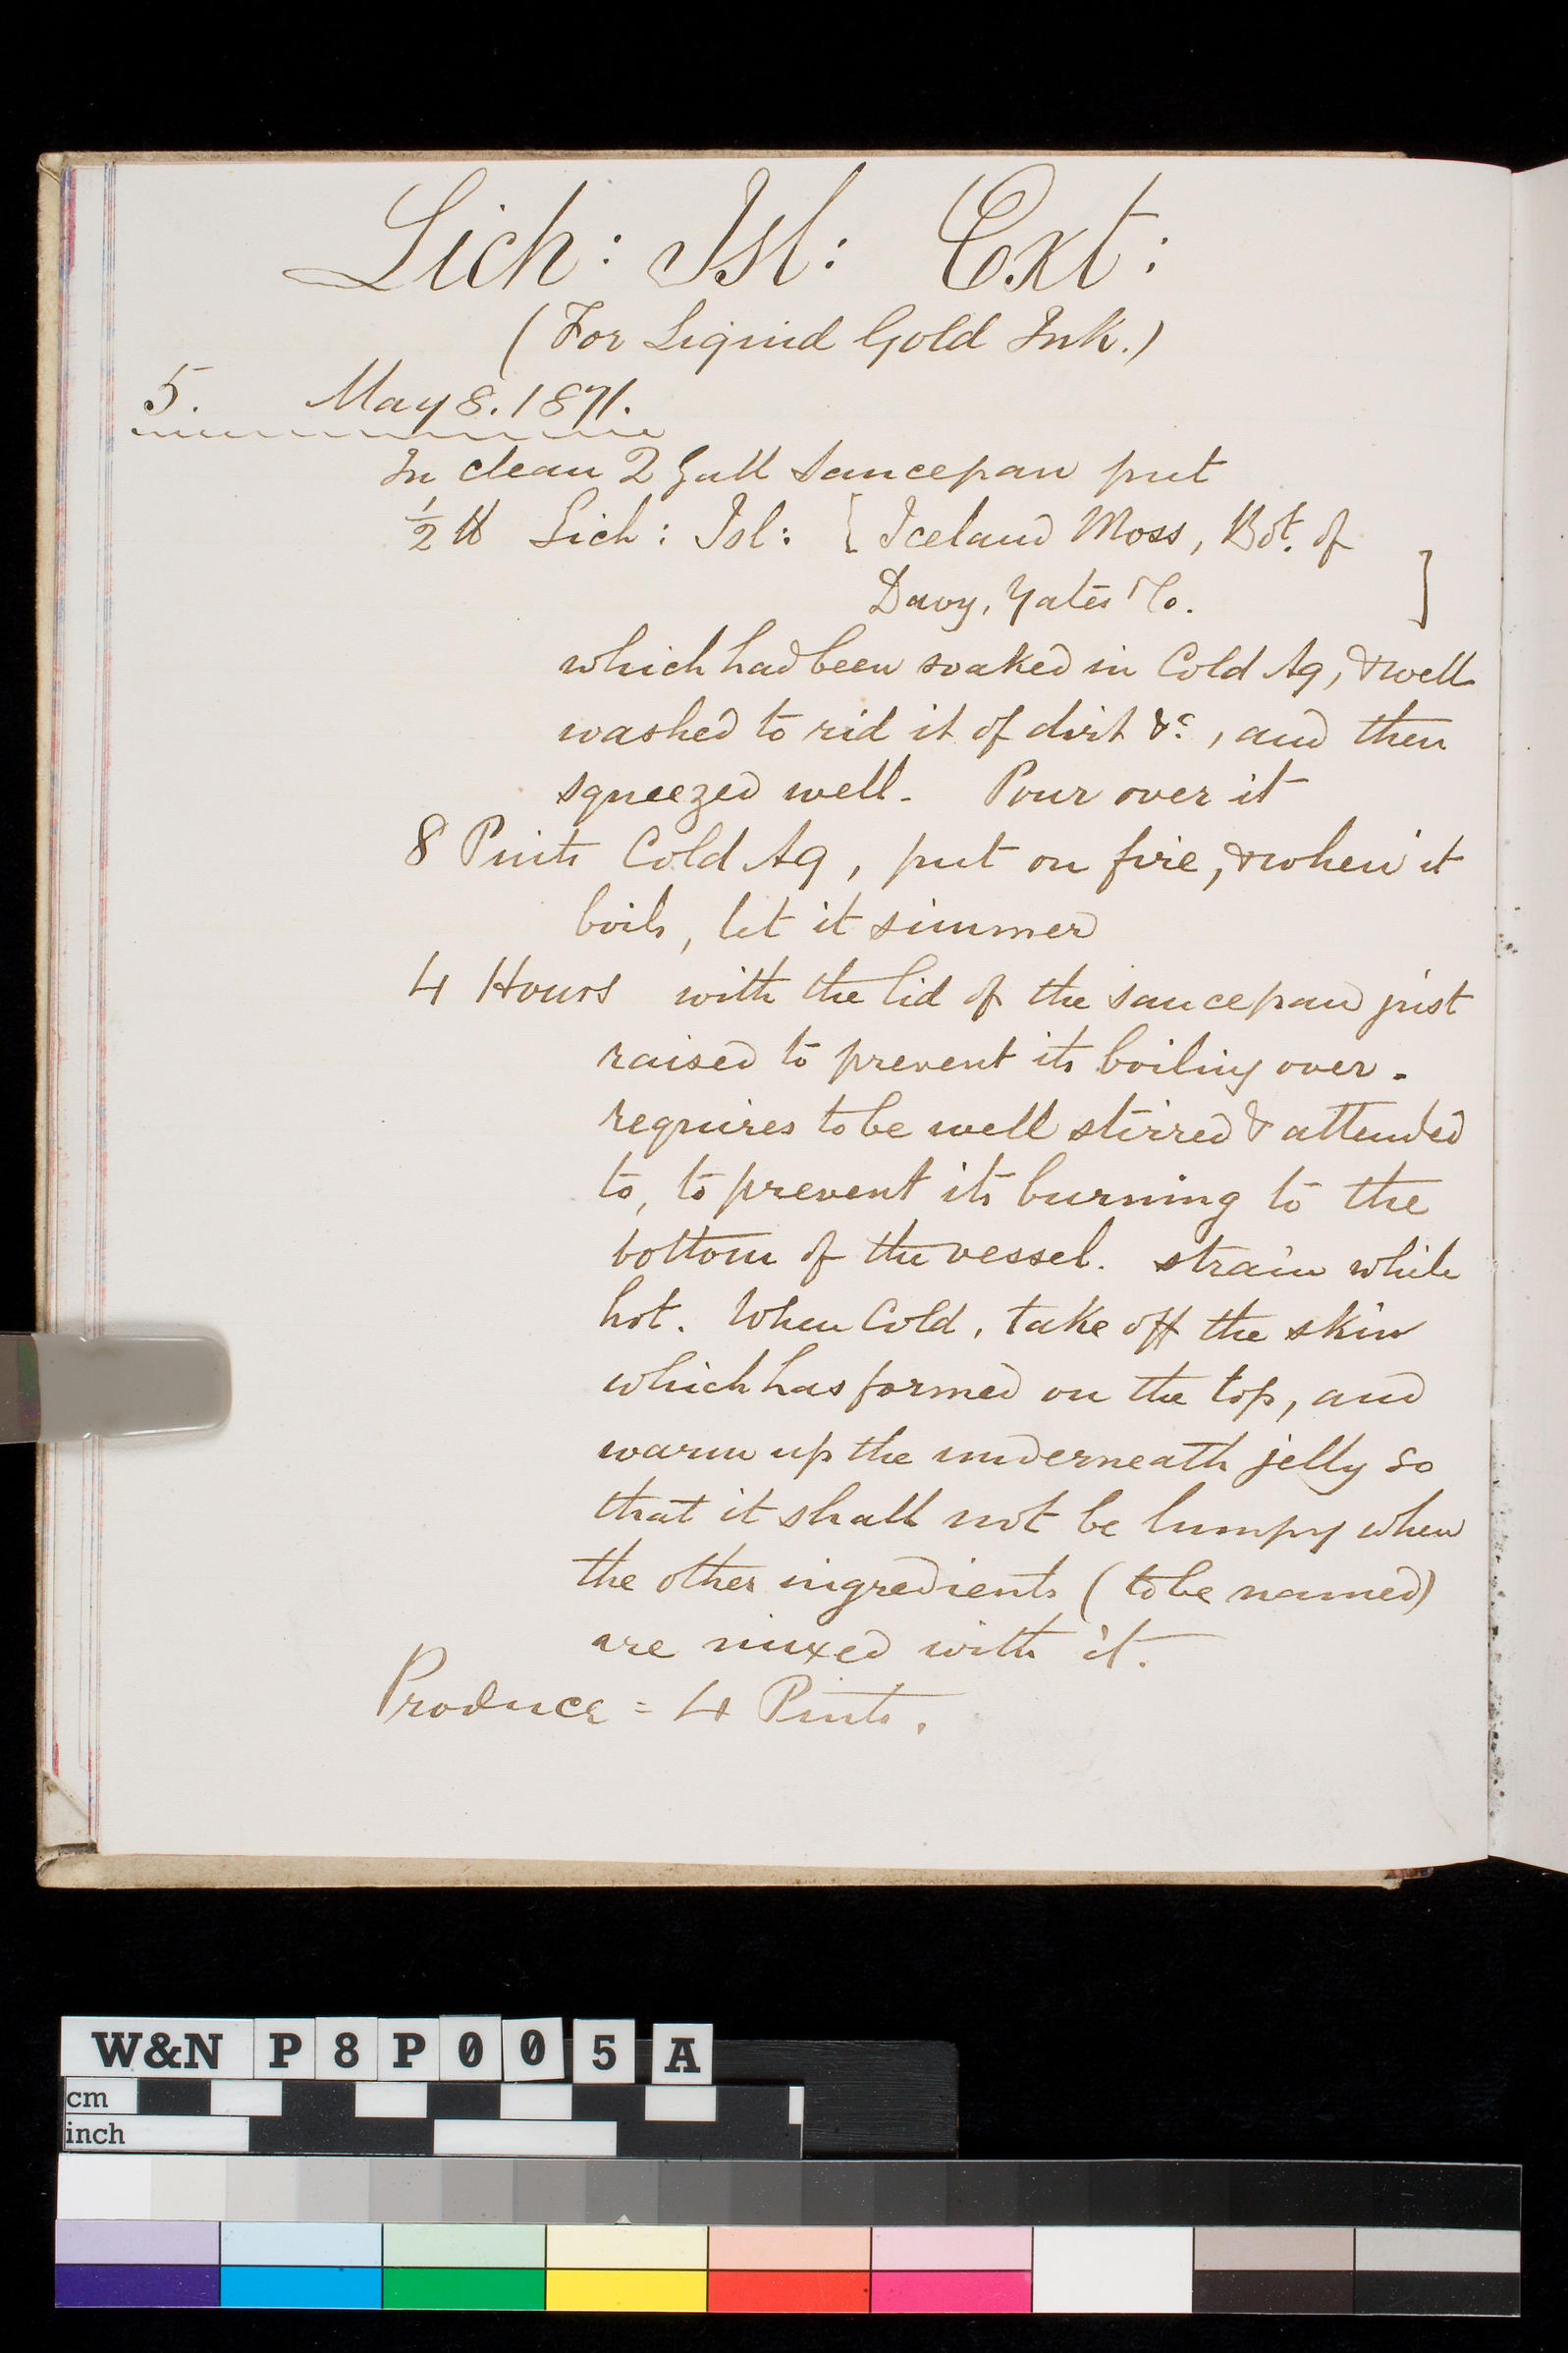 Lich: Isl: Ext:
(For Liquid Gold Ink.)
5. May 8. 1871.
In clean 2 Gall Saucepan put
½ ℔ Lich: Isl: [Iceland Moss, Bot. of
Davy, Yates & Co.]
which had been soaked in Cold Aq, & well
washed to rid it of dirt &c, and then
squeezed well. Pour over it
8 Pints Cold Aq, put on fire, & when it
boils, let it simmer
4 Hours with the lid of the saucepan just
raised to prevent its boiling over.
requires to be well stirred & attended
to, to prevent its burning to the
bottom of the vessel. strain while
hot. When Cold, take off the skin
which has formed on the top, and
warm up the underneath jelly so
that it shall not be lumpy when
the other ingredients (to be named)
are mixed with it.
Produce = 4 Pints.
W&N P8P005A
cm
inch